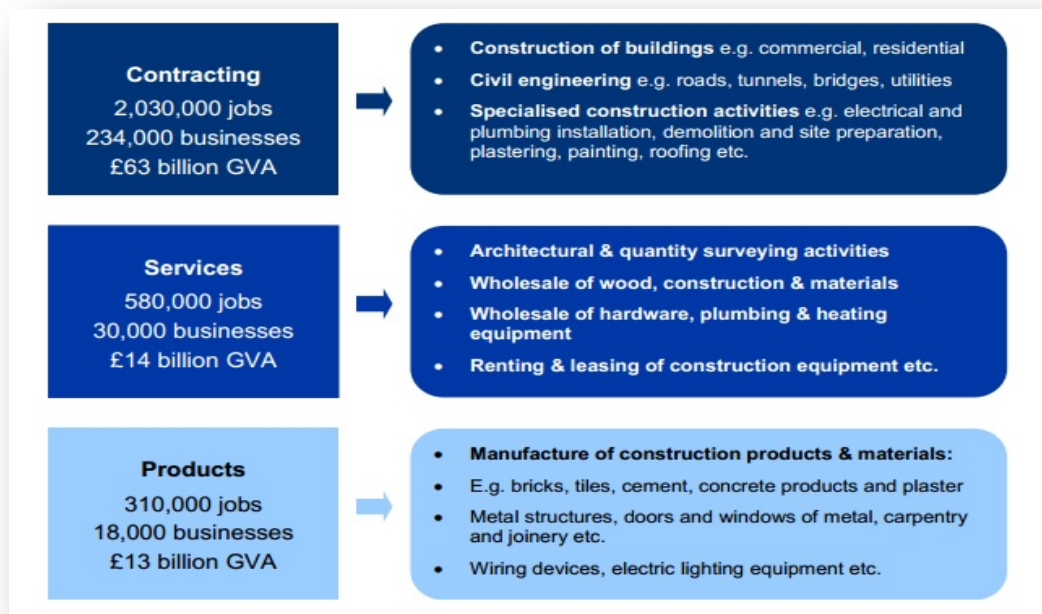 Contracting
2,030,000 jobs
234,000 businesses
£63 billion GVA
• Construction of buildings e.g. commercial, residential
• Civil engineering e.g. roads, tunnels, bridges, utilities
• Specialised construction activities e.g. electrical and
plumbing installation, demolition and site preparation,
plastering, painting, roofing etc.
Services
580,000 jobs
30,000 businesses
£14 billion GVA
• Architectural & quantity surveying activities
• Wholesale of wood, construction & materials
• Wholesale of hardware, plumbing & heating
equipment
• Renting & leasing of construction equipment etc.
Products
310,000 jobs
18,000 businesses
£13 billion GVA
• Manufacture of construction products & materials:
• E.g. bricks, tiles, cement, concrete products and plaster
• Metal structures, doors and windows of metal, carpentry
and joinery etc.
• Wiring devices, electric lighting equipment etc.